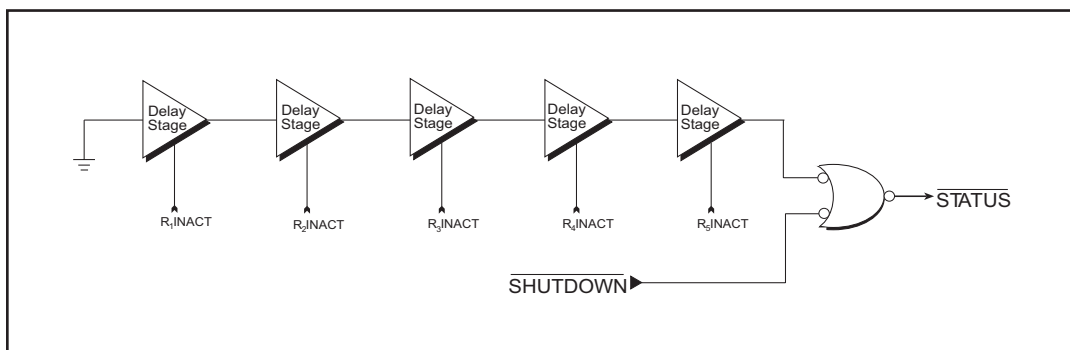 Delay
Stage
Delay
Stage
Delay
Stage
Delay
Stage
Delay
Stage
R₁INACT
R₂INACT
R₃INACT
R₄INACT
R₅INACT
STATUS
SHUTDOWN